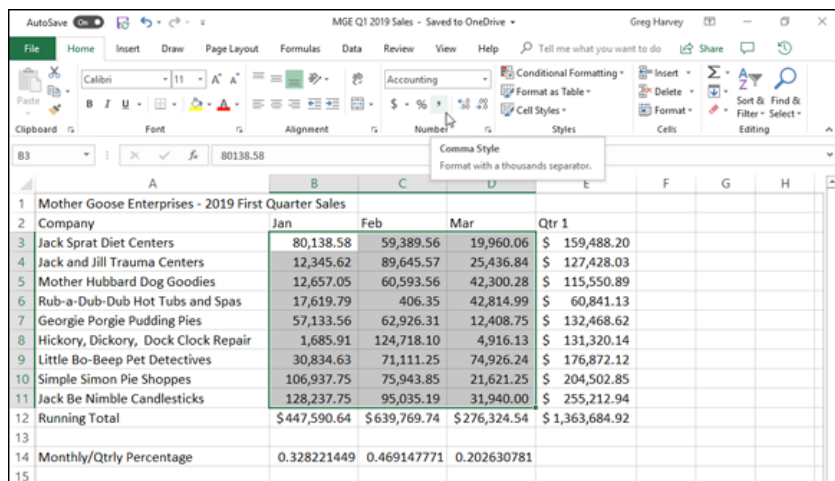 AutoSave On MGE Q1 2019 Sales - Saved to OneDrive Greg Harvey
File Home Insert Draw Page Layout Formulas Data Review View Help Tell me what you want to do Share
Paste Calibri 11 A A Accounting Conditional Formatting Insert Sort & Find &
B I U A $ % , Format as Table Delete Filter Select
Cell Styles Format
Clipboard Font Alignment Number Styles Cells Editing
B3 fx 80138.58
Comma Style
Format with a thousands separator.
A B C D E F G H
1 Mother Goose Enterprises - 2019 First Quarter Sales
2 Company Jan Feb Mar Qtr 1
3 Jack Sprat Diet Centers 80,138.58 59,389.56 19,960.06 $ 159,488.20
4 Jack and Jill Trauma Centers 12,345.62 89,645.57 25,436.84 $ 127,428.03
5 Mother Hubbard Dog Goodies 12,657.05 60,593.56 42,300.28 $ 115,550.89
6 Rub-a-Dub-Dub Hot Tubs and Spas 17,619.79 406.35 42,814.99 $ 60,841.13
7 Georgie Porgie Pudding Pies 57,133.56 62,926.31 12,408.75 $ 132,468.62
8 Hickory, Dickory, Dock Clock Repair 1,685.91 124,718.10 4,916.13 $ 131,320.14
9 Little Bo-Beep Pet Detectives 30,834.63 71,111.25 74,926.24 $ 176,872.12
10 Simple Simon Pie Shoppes 106,937.75 75,943.85 21,621.25 $ 204,502.85
11 Jack Be Nimble Candlesticks 128,237.75 95,035.19 31,940.00 $ 255,212.94
12 Running Total $447,590.64 $639,769.74 $276,324.54 $ 1,363,684.92
13
14 Monthly/Qtrly Percentage 0.328221449 0.469147771 0.202630781
15